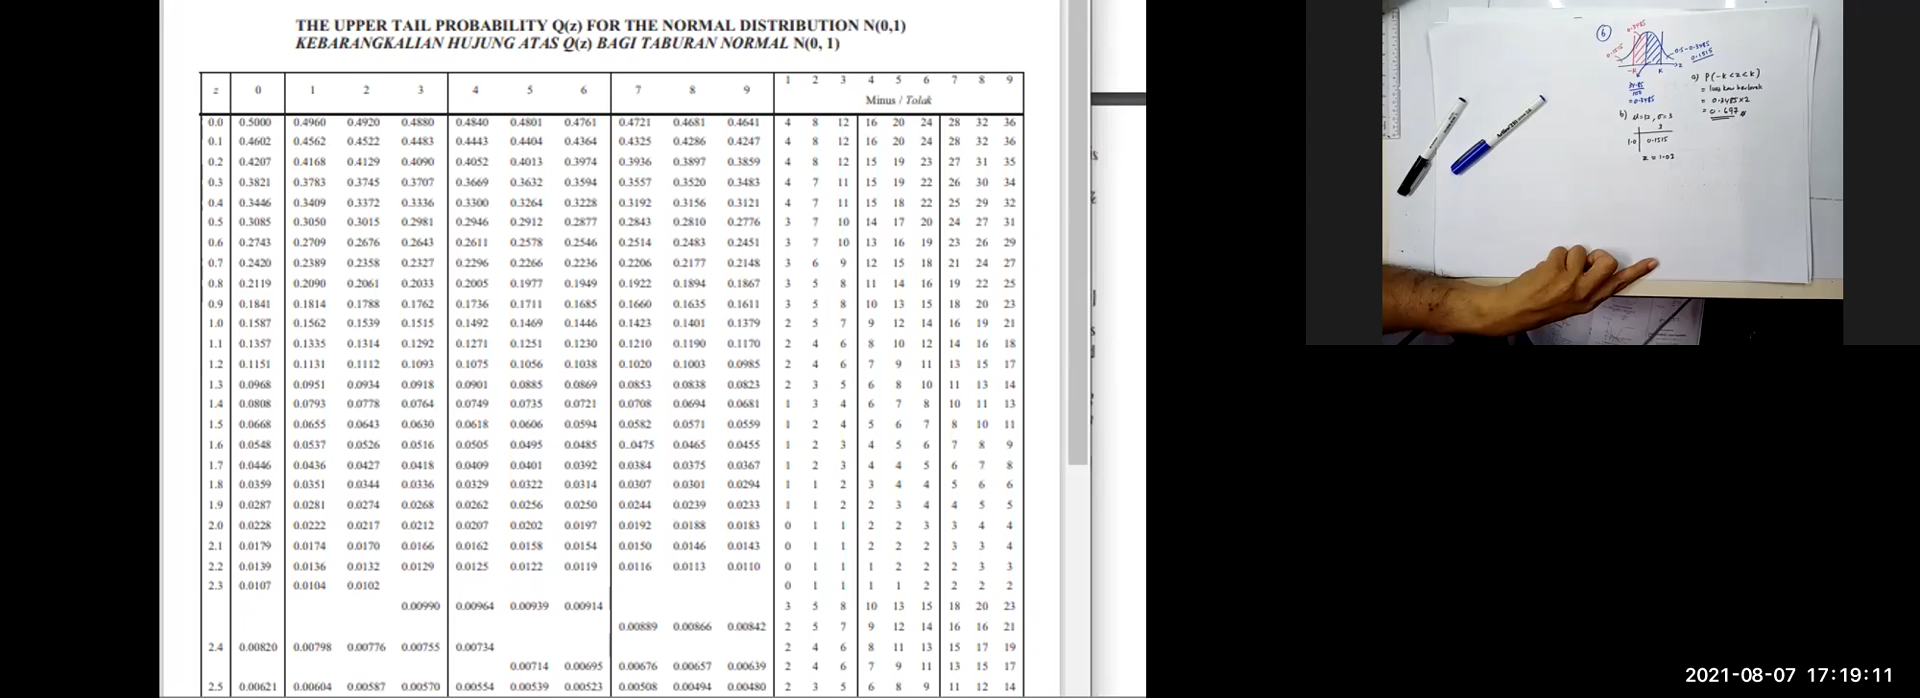 THE UPPER TAIL PROBABILITY Q(z) FOR THE NORMAL DISTRIBUTION N(0,1)
KEBARANGKALIAN HUJUNG ATAS Q(z) BAGI TABURAN NORMAL N(0, 1)
z 0 1 2 3 4 5 6 7 8 9 1 2 3 4 5 6 7 8 9
Minus / Tolak
0.0 0.5000 0.4960 0.4920 0.4880 0.4840 0.4801 0.4761 0.4721 0.4681 0.4641 4 8 12 16 20 24 28 32 36
0.1 0.4602 0.4562 0.4522 0.4483 0.4443 0.4404 0.4364 0.4325 0.4286 0.4247 4 8 12 16 20 24 28 32 36
0.2 0.4207 0.4168 0.4129 0.4090 0.4052 0.4013 0.3974 0.3936 0.3897 0.3859 4 8 12 15 19 23 27 31 35
0.3 0.3821 0.3783 0.3745 0.3707 0.3669 0.3632 0.3594 0.3557 0.3520 0.3483 4 7 11 15 19 22 26 30 34
0.4 0.3446 0.3409 0.3372 0.3336 0.3300 0.3264 0.3228 0.3192 0.3156 0.3121 4 7 11 15 18 22 25 29 32
0.5 0.3085 0.3050 0.3015 0.2981 0.2946 0.2912 0.2877 0.2843 0.2810 0.2776 3 7 10 14 17 20 24 27 31
0.6 0.2743 0.2709 0.2676 0.2643 0.2611 0.2578 0.2546 0.2514 0.2483 0.2451 3 7 10 13 16 19 23 26 29
0.7 0.2420 0.2389 0.2358 0.2327 0.2296 0.2266 0.2236 0.2206 0.2177 0.2148 3 6 9 12 15 18 21 24 27
0.8 0.2119 0.2090 0.2061 0.2033 0.2005 0.1977 0.1949 0.1922 0.1894 0.1867 3 5 8 11 14 16 19 22 25
0.9 0.1841 0.1814 0.1788 0.1762 0.1736 0.1711 0.1685 0.1660 0.1635 0.1611 3 5 8 10 13 15 18 20 23
1.0 0.1587 0.1562 0.1539 0.1515 0.1492 0.1469 0.1446 0.1423 0.1401 0.1379 2 5 7 9 12 14 16 19 21
1.1 0.1357 0.1335 0.1314 0.1292 0.1271 0.1251 0.1230 0.1210 0.1190 0.1170 2 4 6 8 10 12 14 16 18
1.2 0.1151 0.1131 0.1112 0.1093 0.1075 0.1056 0.1038 0.1020 0.1003 0.0985 2 4 6 7 9 11 13 15 17
1.3 0.0968 0.0951 0.0934 0.0918 0.0901 0.0885 0.0869 0.0853 0.0838 0.0823 2 3 5 6 8 10 11 13 14
1.4 0.0808 0.0793 0.0778 0.0764 0.0749 0.0735 0.0721 0.0708 0.0694 0.0681 1 3 4 6 7 8 10 11 13
1.5 0.0668 0.0655 0.0643 0.0630 0.0618 0.0606 0.0594 0.0582 0.0571 0.0559 1 2 4 5 6 7 8 10 11
1.6 0.0548 0.0537 0.0526 0.0516 0.0505 0.0495 0.0485 0..0475 0.0465 0.0455 1 2 3 4 5 6 7 8 9
1.7 0.0446 0.0436 0.0427 0.0418 0.0409 0.0401 0.0392 0.0384 0.0375 0.0367 1 2 3 4 4 5 6 7 8
1.8 0.0359 0.0351 0.0344 0.0336 0.0329 0.0322 0.0314 0.0307 0.0301 0.0294 1 1 2 3 4 4 5 6 6
1.9 0.0287 0.0281 0.0274 0.0268 0.0262 0.0256 0.0250 0.0244 0.0239 0.0233 1 1 2 2 3 4 4 5 5
2.0 0.0228 0.0222 0.0217 0.0212 0.0207 0.0202 0.0197 0.0192 0.0188 0.0183 0 1 1 2 2 3 3 4 4
2.1 0.0179 0.0174 0.0170 0.0166 0.0162 0.0158 0.0154 0.0150 0.0146 0.0143 0 1 1 2 2 2 3 3 4
2.2 0.0139 0.0136 0.0132 0.0129 0.0125 0.0122 0.0119 0.0116 0.0113 0.0110 0 1 1 1 2 2 2 3 3
2.3 0.0107 0.0104 0.0102 0 1 1 1 1 2 2 2 2
0.00990 0.00964 0.00939 0.00914 3 5 8 10 13 15 18 20 23
0.00889 0.00866 0.00842 2 5 7 9 12 14 16 16 21
2.4 0.00820 0.00798 0.00776 0.00755 0.00734 2 4 6 8 11 13 15 17 19
0.00714 0.00695 0.00676 0.00657 0.00639 2 4 6 7 9 11 13 15 17
2.5 0.00621 0.00604 0.00587 0.00570 0.00554 0.00539 0.00523 0.00508 0.00494 0.00480 2 3 5 6 8 9 11 12 14
6
0.3485
0.1515
0.5-0.3485
0.1515
-k k z
34.85
100
=0.3485
a) P(-k<z<k)
= luas kaw berlorek
= 0.3485×2
= 0.697
b) μ=12, σ=3
3
1.0 0.1515
z = 1.03
2021-08-07 17:19:11